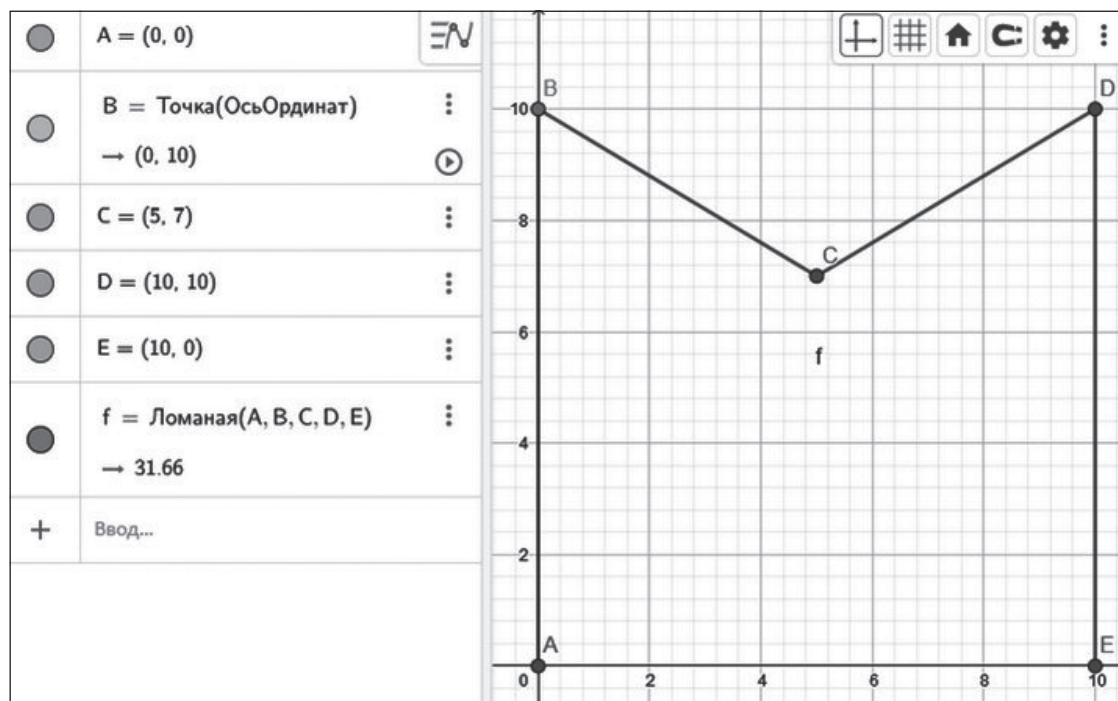 A = (0, 0)
B = Точка(ОсьОрдинат)
→ (0, 10)
C = (5, 7)
D = (10, 10)
E = (10, 0)
f = Ломаная(A, B, C, D, E)
→ 31.66
+ Ввод...
B
D
10
8
C
6
f
4
2
A
E
0 2 4 6 8 10